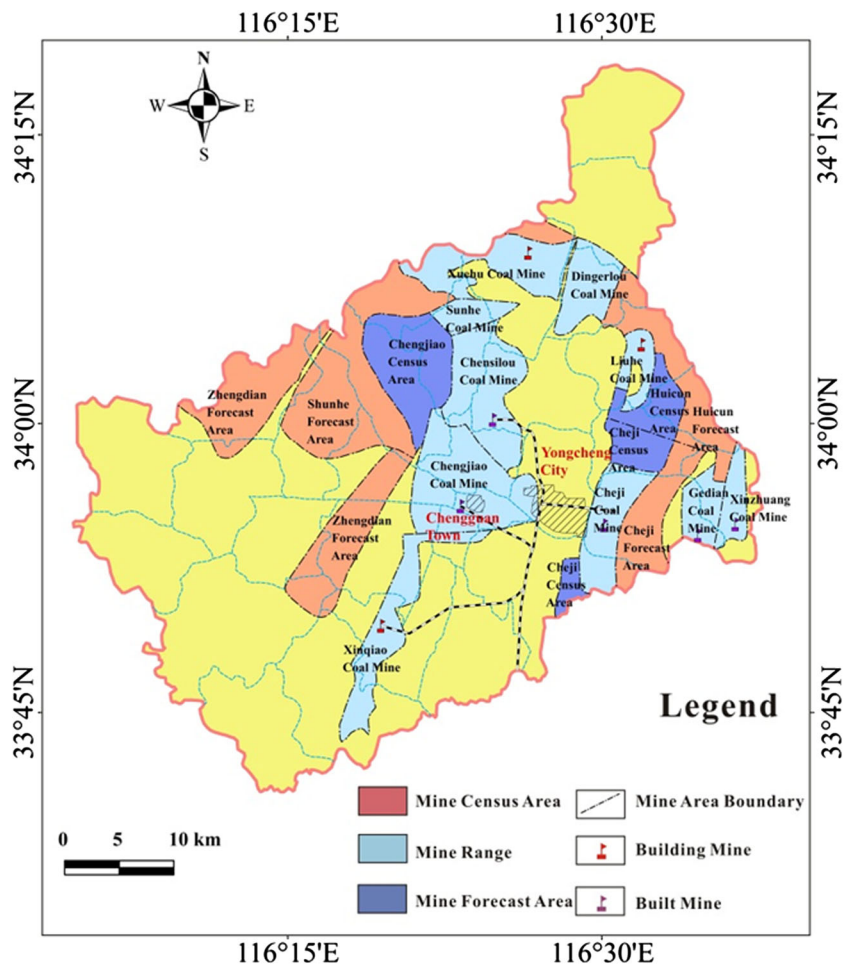 116°15'E
116°30'E
N
W
E
S
34°15'N
34°15'N
Xuehu Coal Mine
Dingerlou
Coal Mine
Sunhe
Coal Mine
Chengjiao
Census
Area
Chensilou
Coal Mine
Liuhe
Coal Mine
Huicun
Census
Area
Huicun
Forecast
Area
Zhengdian
Forecast
Area
Shunhe
Forecast
Area
34°00'N
34°00'N
Cheji
Census
Area
Yongcheng
City
Chengjiao
Coal Mine
Chengguan
Town
Zhengdian
Forecast
Area
Cheji
Coal
Mine
Gedian
Coal
Mine
Xinzhuang
Coal Mine
Cheji
Forecast
Area
Cheji
Census
Area
Xinqiao
Coal Mine
33°45'N
33°45'N
Legend
Mine Census Area
Mine Area Boundary
Mine Range
Building Mine
Mine Forecast Area
Built Mine
0 5 10 km
116°15'E
116°30'E